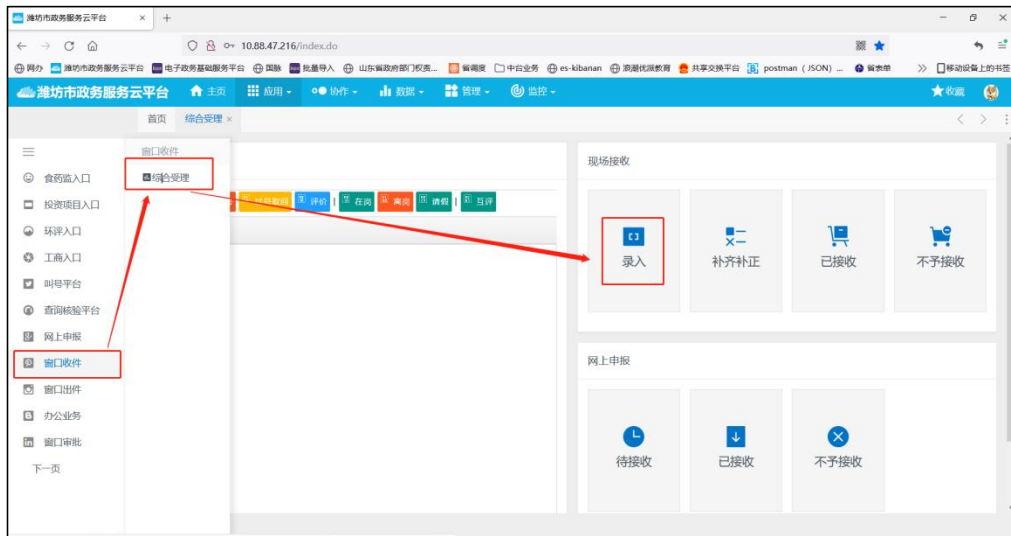 潍坊市政务服务云平台
10.88.47.216/index.do
网办 潍坊市政务服务云平台 电子政务基础服务平台 国脉 批量导入 山东省政府部门权责... 省调度 中台业务 es-kibanan 浪潮优派教育 共享交换平台 postman（JSON）... 省表单 移动设备上的书签
潍坊市政务服务云平台 主页 应用 协作 数据 管理 监控 收藏
首页 综合受理
窗口收件
综合受理
食药监入口
投资项目入口
环评入口
工商入口
叫号平台
查询核验平台
网上申报
窗口收件
窗口出件
办公业务
窗口审批
下一页
评价 在岗 离岗 请假 互评
现场接收
录入 补齐补正 已接收 不予接收
网上申报
待接收 已接收 不予接收